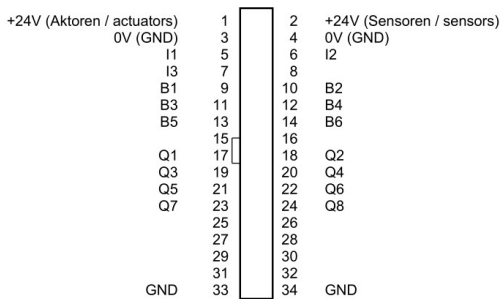 +24V (Aktoren / actuators) 1 2 +24V (Sensoren / sensors)
0V (GND) 3 4 0V (GND)
I1 5 6 I2
I3 7 8
B1 9 10 B2
B3 11 12 B4
B5 13 14 B6
15 16
Q1 17 18 Q2
Q3 19 20 Q4
Q5 21 22 Q6
Q7 23 24 Q8
25 26
27 28
29 30
31 32
GND 33 34 GND